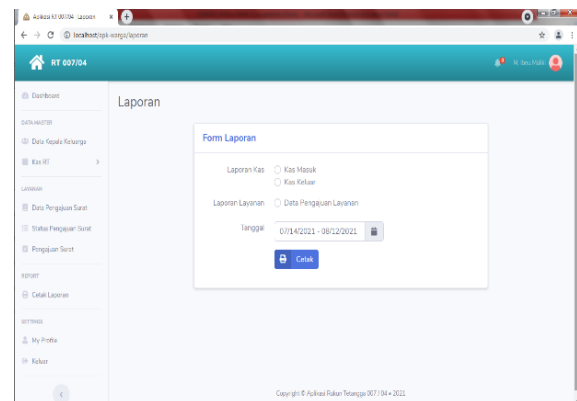 Aplikasi RT 007/04 - Laporan
localhost/apk-warga/laporan
RT 007/04
Dashboard
Laporan
DATA MASTER
Data Kepala Keluarga
Kas RT
LAYANAN
Data Pengajuan Surat
Status Pengajuan Surat
Pengajuan Surat
REPORT
Cetak Laporan
SETTINGS
My Profile
Keluar
Form Laporan
Laporan Kas
Kas Masuk
Kas Keluar
Laporan Layanan
Data Pengajuan Layanan
Tanggal
07/14/2021 - 08/12/2021
Cetak
Copyright © Aplikasi Rukun Tetangga 007 / 04 • 2021